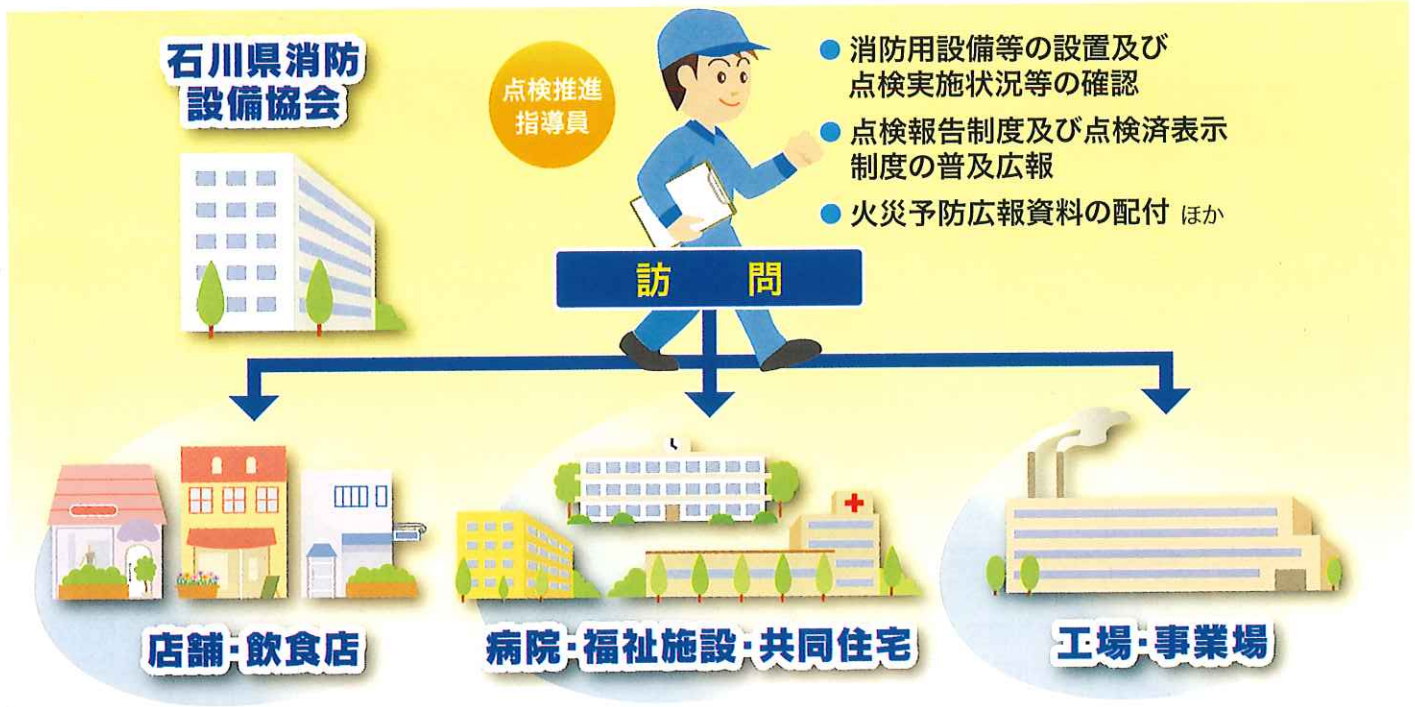 石川県消防
設備協会
点検推進
指導員
● 消防用設備等の設置及び
点検実施状況等の確認
● 点検報告制度及び点検済表示
制度の普及広報
● 火災予防広報資料の配付 ほか
訪 問
店舗・飲食店
病院・福祉施設・共同住宅
工場・事業場